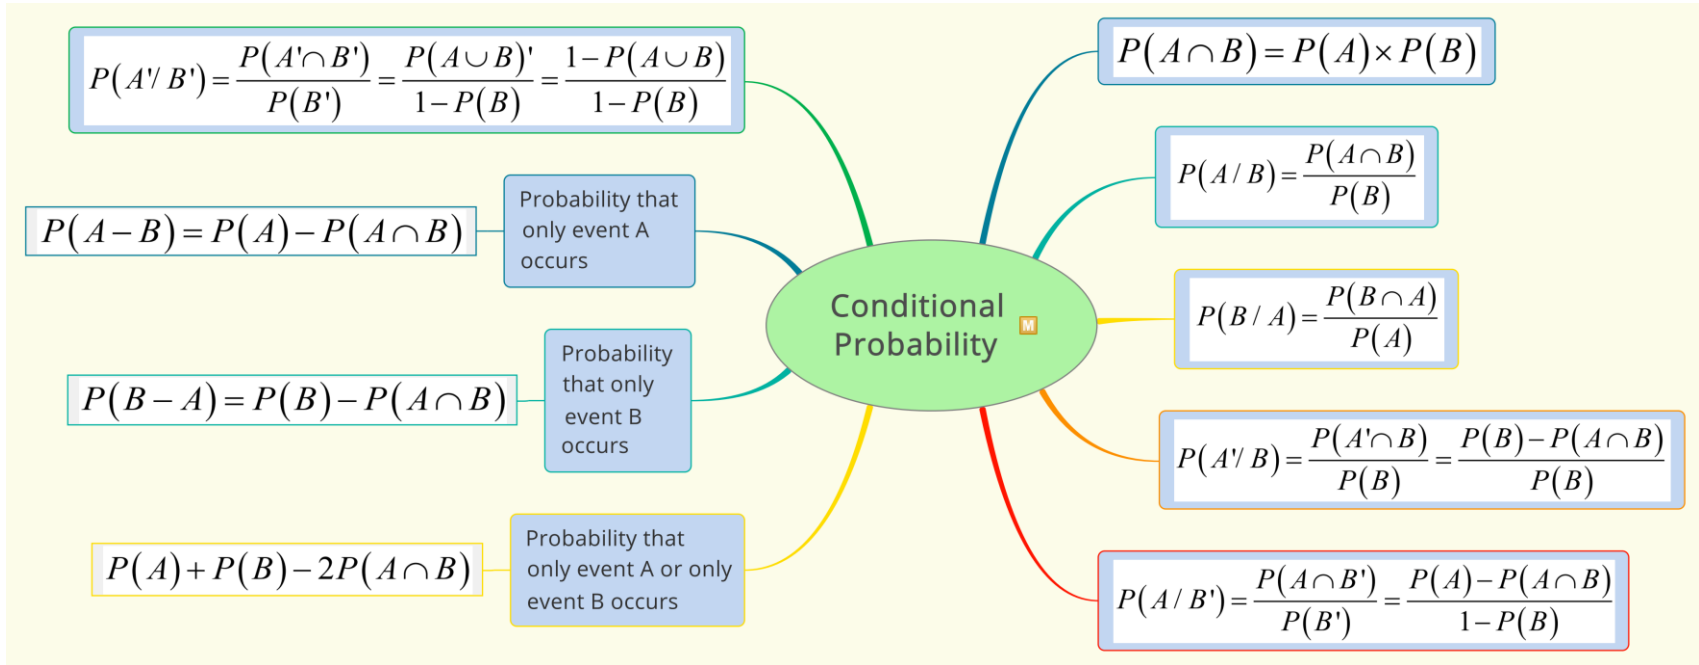 Conditional
Probability
M
P(A∩B)=P(A)×P(B)
P(A/B)=P(A∩B)/P(B)
P(B/A)=P(B∩A)/P(A)
P(A'/B)=P(A'∩B)/P(B)=P(B)−P(A∩B)/P(B)
P(A/B')=P(A∩B')/P(B')=P(A)−P(A∩B)/1−P(B)
P(A'/B')=P(A'∩B')/P(B')=P(A∪B)'/1−P(B)=1−P(A∪B)/1−P(B)
Probability that
only event A
occurs
P(A−B)=P(A)−P(A∩B)
Probability
that only
event B
occurs
P(B−A)=P(B)−P(A∩B)
Probability that
only event A or only
event B occurs
P(A)+P(B)−2P(A∩B)